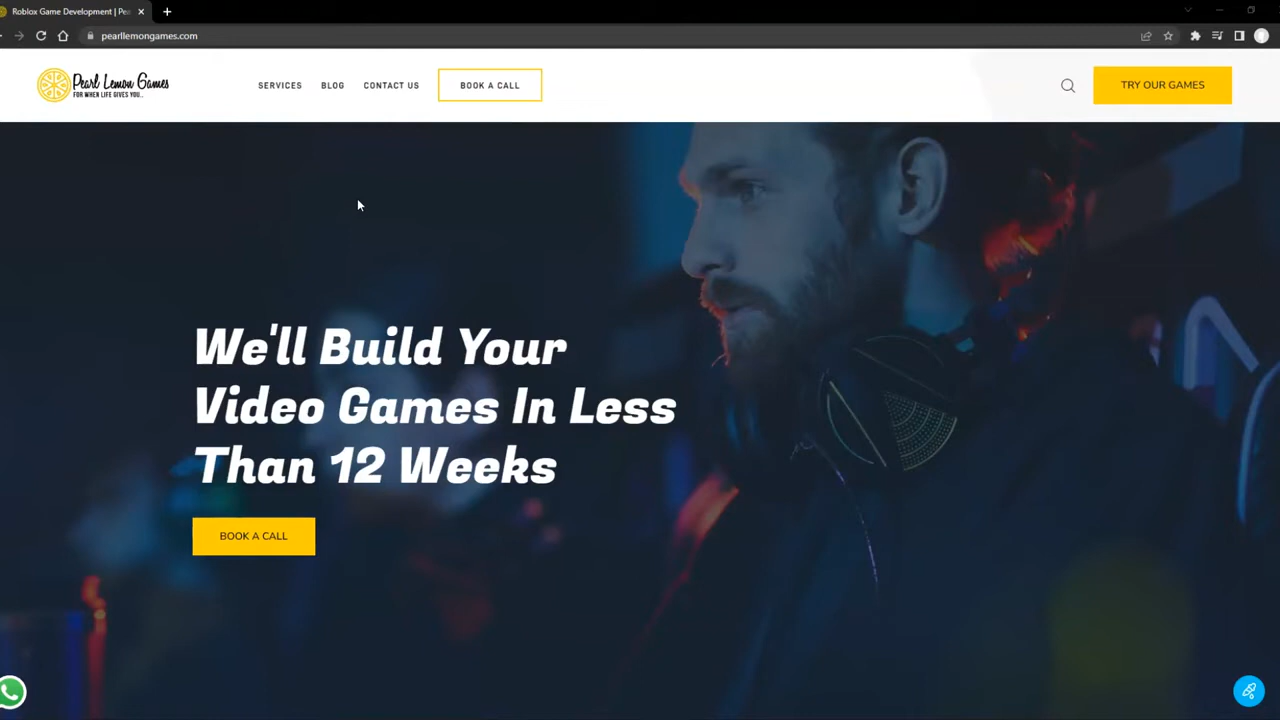 Roblox Game Development | Pea
pearllemongames.com
Pearl Lemon Games
FOR WHEN LIFE GIVES YOU..
SERVICES
BLOG
CONTACT US
BOOK A CALL
TRY OUR GAMES
We'll Build Your
Video Games In Less
Than 12 Weeks
BOOK A CALL